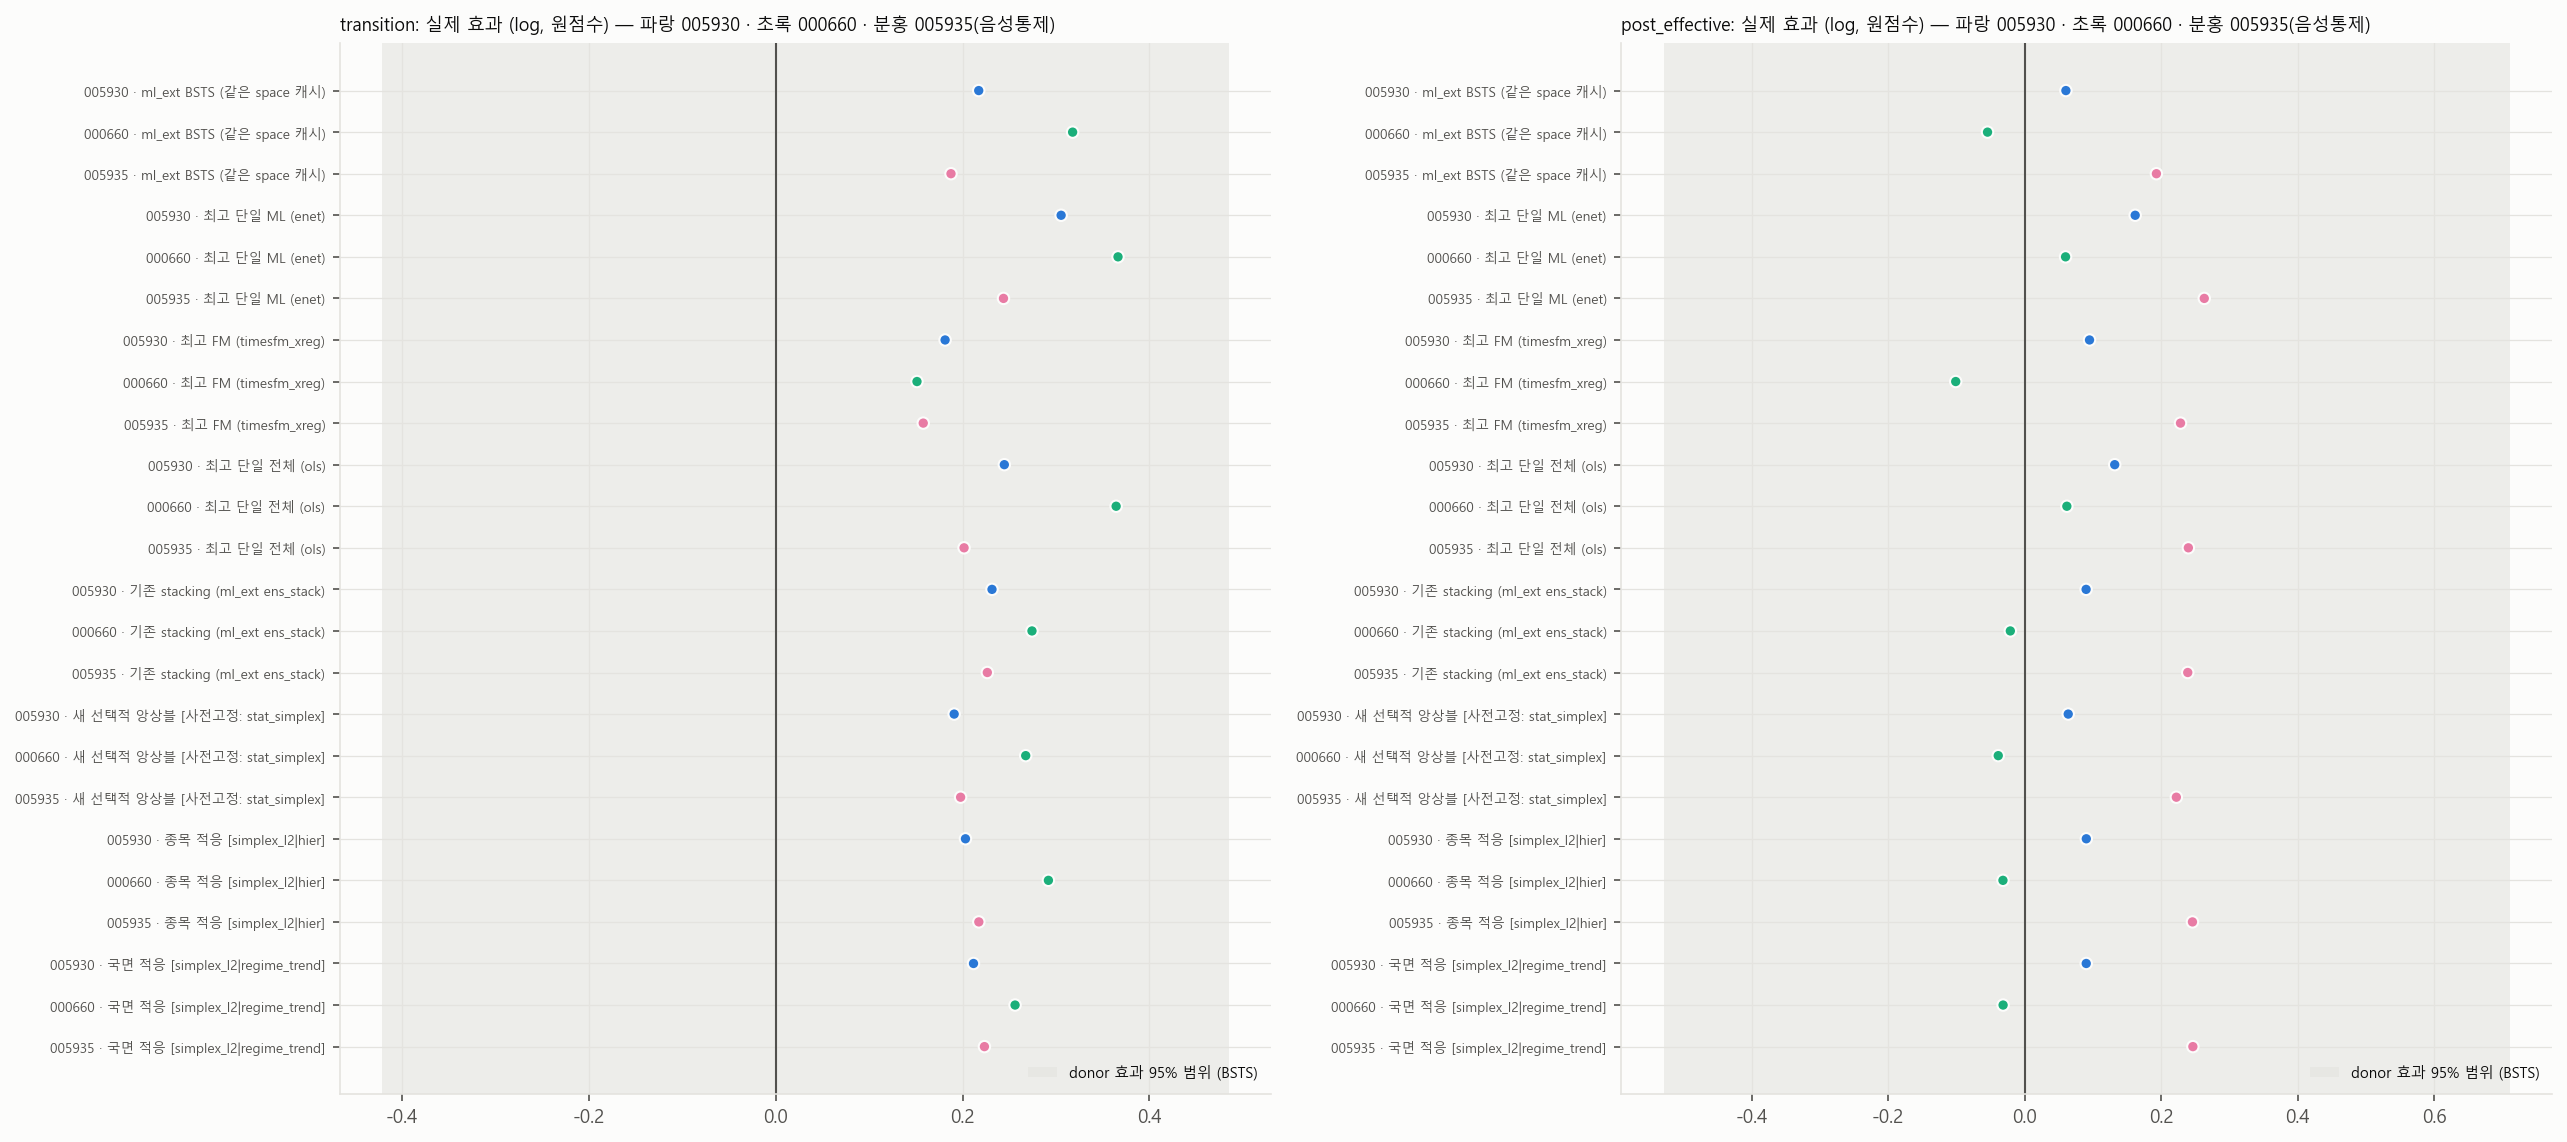 transition: 실제 효과 (log, 원점수) — 파랑 005930 · 초록 000660 · 분홍 005935(음성통제)
005930 · ml_ext BSTS (같은 space 캐시)
000660 · ml_ext BSTS (같은 space 캐시)
005935 · ml_ext BSTS (같은 space 캐시)
005930 · 최고 단일 ML (enet)
000660 · 최고 단일 ML (enet)
005935 · 최고 단일 ML (enet)
005930 · 최고 FM (timesfm_xreg)
000660 · 최고 FM (timesfm_xreg)
005935 · 최고 FM (timesfm_xreg)
005930 · 최고 단일 전체 (ols)
000660 · 최고 단일 전체 (ols)
005935 · 최고 단일 전체 (ols)
005930 · 기존 stacking (ml_ext ens_stack)
000660 · 기존 stacking (ml_ext ens_stack)
005935 · 기존 stacking (ml_ext ens_stack)
005930 · 새 선택적 앙상블 [사전고정: stat_simplex]
000660 · 새 선택적 앙상블 [사전고정: stat_simplex]
005935 · 새 선택적 앙상블 [사전고정: stat_simplex]
005930 · 종목 적응 [simplex_l2|hier]
000660 · 종목 적응 [simplex_l2|hier]
005935 · 종목 적응 [simplex_l2|hier]
005930 · 국면 적응 [simplex_l2|regime_trend]
000660 · 국면 적응 [simplex_l2|regime_trend]
005935 · 국면 적응 [simplex_l2|regime_trend]
donor 효과 95% 범위 (BSTS)
-0.4 -0.2 0.0 0.2 0.4
post_effective: 실제 효과 (log, 원점수) — 파랑 005930 · 초록 000660 · 분홍 005935(음성통제)
005930 · ml_ext BSTS (같은 space 캐시)
000660 · ml_ext BSTS (같은 space 캐시)
005935 · ml_ext BSTS (같은 space 캐시)
005930 · 최고 단일 ML (enet)
000660 · 최고 단일 ML (enet)
005935 · 최고 단일 ML (enet)
005930 · 최고 FM (timesfm_xreg)
000660 · 최고 FM (timesfm_xreg)
005935 · 최고 FM (timesfm_xreg)
005930 · 최고 단일 전체 (ols)
000660 · 최고 단일 전체 (ols)
005935 · 최고 단일 전체 (ols)
005930 · 기존 stacking (ml_ext ens_stack)
000660 · 기존 stacking (ml_ext ens_stack)
005935 · 기존 stacking (ml_ext ens_stack)
005930 · 새 선택적 앙상블 [사전고정: stat_simplex]
000660 · 새 선택적 앙상블 [사전고정: stat_simplex]
005935 · 새 선택적 앙상블 [사전고정: stat_simplex]
005930 · 종목 적응 [simplex_l2|hier]
000660 · 종목 적응 [simplex_l2|hier]
005935 · 종목 적응 [simplex_l2|hier]
005930 · 국면 적응 [simplex_l2|regime_trend]
000660 · 국면 적응 [simplex_l2|regime_trend]
005935 · 국면 적응 [simplex_l2|regime_trend]
donor 효과 95% 범위 (BSTS)
-0.4 -0.2 0.0 0.2 0.4 0.6